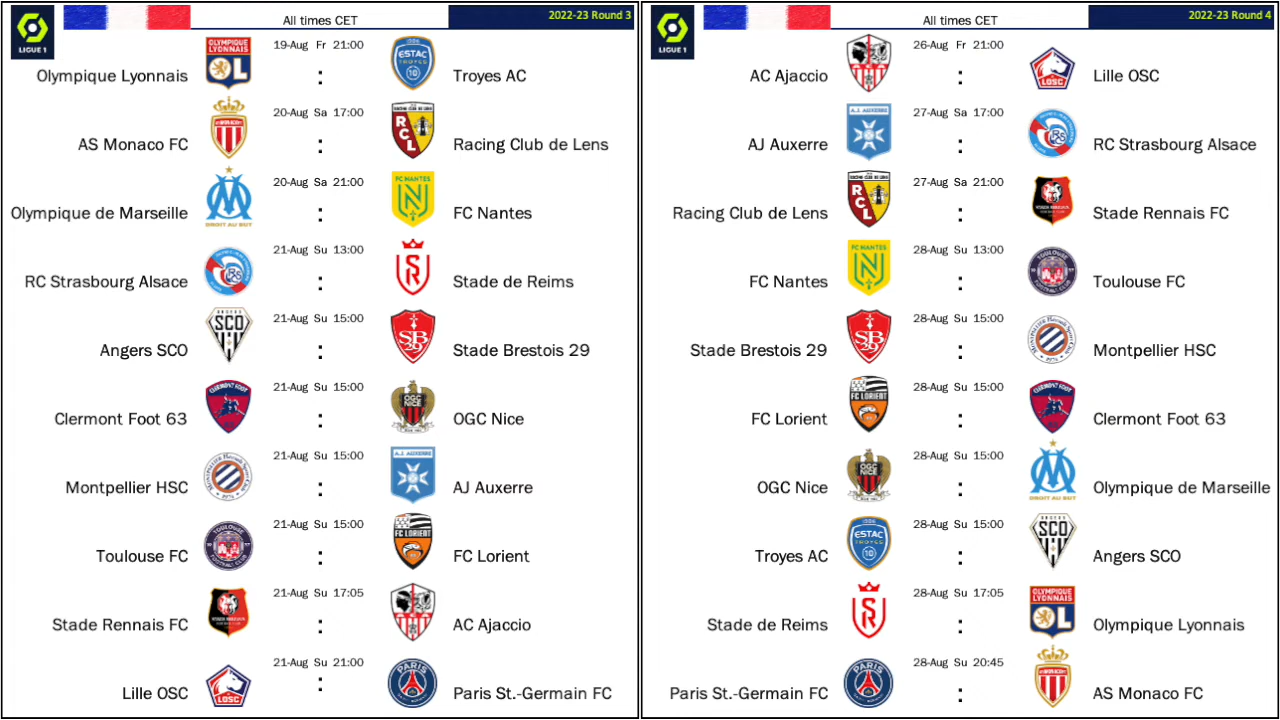 LIGUE 1
All times CET
2022-23 Round 3
19-Aug Fr 21:00
Olympique Lyonnais : Troyes AC
20-Aug Sa 17:00
AS Monaco FC : Racing Club de Lens
20-Aug Sa 21:00
Olympique de Marseille : FC Nantes
21-Aug Su 13:00
RC Strasbourg Alsace : Stade de Reims
21-Aug Su 15:00
Angers SCO : Stade Brestois 29
21-Aug Su 15:00
Clermont Foot 63 : OGC Nice
21-Aug Su 15:00
Montpellier HSC : AJ Auxerre
21-Aug Su 15:00
Toulouse FC : FC Lorient
21-Aug Su 17:05
Stade Rennais FC : AC Ajaccio
21-Aug Su 21:00
Lille OSC : Paris St.-Germain FC
LIGUE 1
All times CET
2022-23 Round 4
26-Aug Fr 21:00
AC Ajaccio : Lille OSC
27-Aug Sa 17:00
AJ Auxerre : RC Strasbourg Alsace
27-Aug Sa 21:00
Racing Club de Lens : Stade Rennais FC
28-Aug Su 13:00
FC Nantes : Toulouse FC
28-Aug Su 15:00
Stade Brestois 29 : Montpellier HSC
28-Aug Su 15:00
FC Lorient : Clermont Foot 63
28-Aug Su 15:00
OGC Nice : Olympique de Marseille
28-Aug Su 15:00
Troyes AC : Angers SCO
28-Aug Su 17:05
Stade de Reims : Olympique Lyonnais
28-Aug Su 20:45
Paris St.-Germain FC : AS Monaco FC